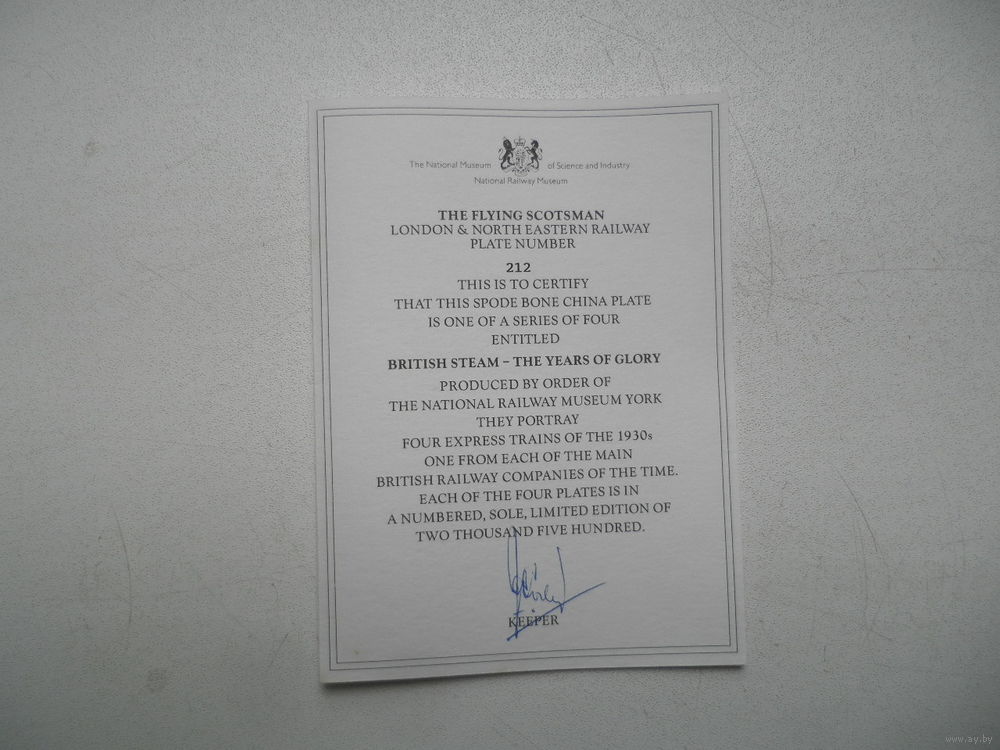 The National Museum of Science and Industry
National Railway Museum
THE FLYING SCOTSMAN
LONDON & NORTH EASTERN RAILWAY
PLATE NUMBER
212
THIS IS TO CERTIFY
THAT THIS SPODE BONE CHINA PLATE
IS ONE OF A SERIES OF FOUR
ENTITLED
BRITISH STEAM – THE YEARS OF GLORY
PRODUCED BY ORDER OF
THE NATIONAL RAILWAY MUSEUM YORK
THEY PORTRAY
FOUR EXPRESS TRAINS OF THE 1930s
ONE FROM EACH OF THE MAIN
BRITISH RAILWAY COMPANIES OF THE TIME.
EACH OF THE FOUR PLATES IS IN
A NUMBERED, SOLE, LIMITED EDITION OF
TWO THOUSAND FIVE HUNDRED.
KEEPER
www.ay.by